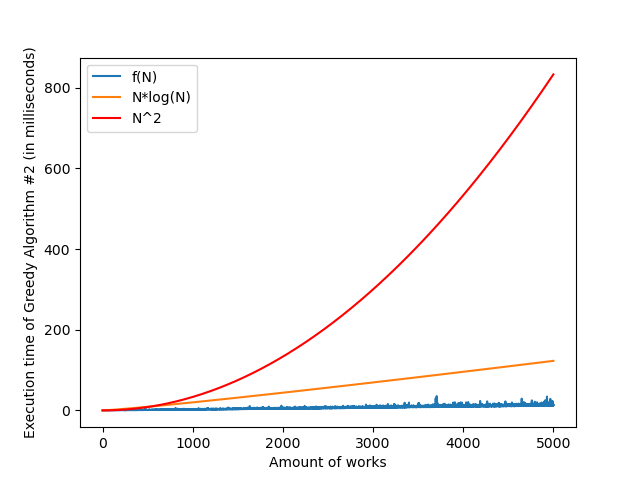 f(N)
N*log(N)
N^2
Execution time of Greedy Algorithm #2 (in milliseconds)
800
600
400
200
0
0 1000 2000 3000 4000 5000
Amount of works